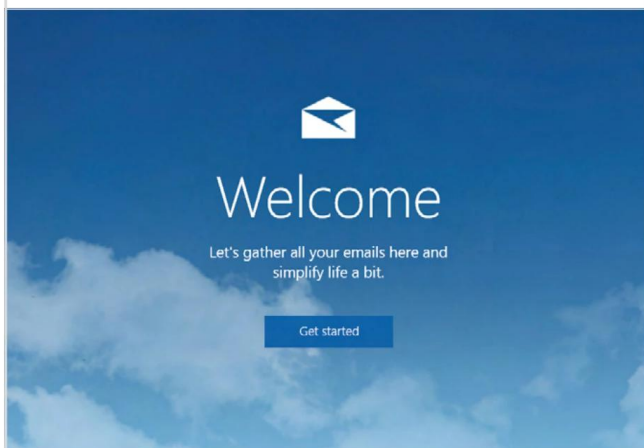 Welcome
Let's gather all your emails here and
simplify life a bit.
Get started